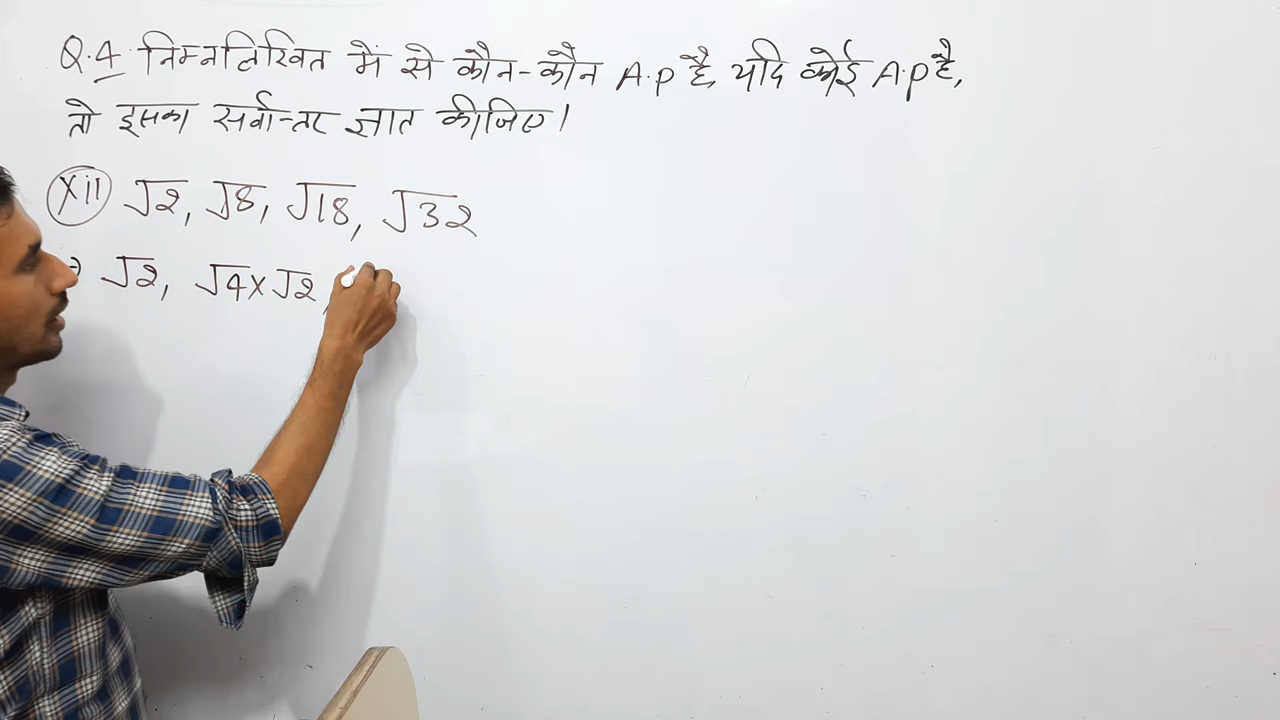 Q.4 निम्नलिखित में से कौन-कौन A.P है, यदि कोई A.P है,
तो इसका सर्वान्तर ज्ञात कीजिए।
xii √2, √8, √18, √32
⇒ √2, √4×√2,